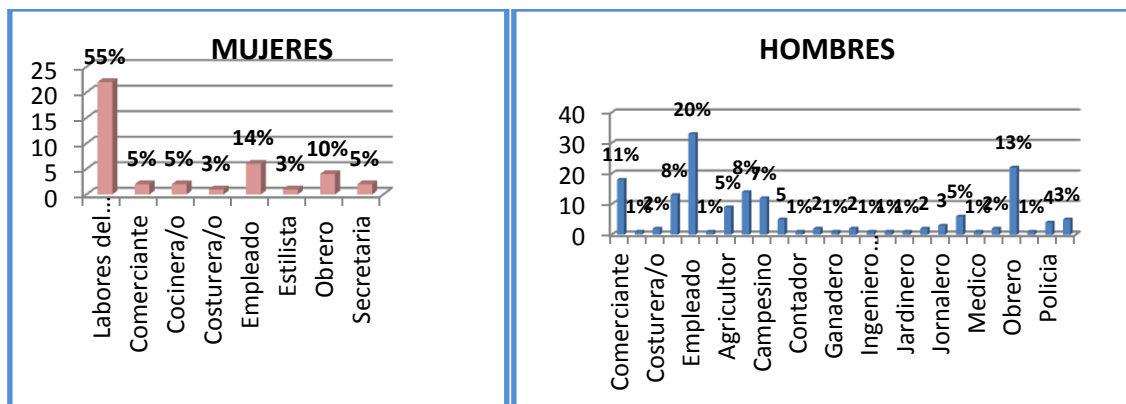 MUJERES
55%
5%
5%
3%
14%
3%
10%
5%
25
20
15
10
5
0
Labores del…
Comerciante
Cocinera/o
Costurera/o
Empleado
Estilista
Obrero
Secretaria
HOMBRES
11%
1%
2%
8%
20%
1%
5%
8%
7%
5
1%
2
1%
2
1%
1%
1%
2
3
5%
1%
2%
13%
1%
4
3%
40
30
20
10
0
Comerciante
Costurera/o
Empleado
Agricultor
Campesino
Contador
Ganadero
Ingeniero…
Jardinero
Jornalero
Medico
Obrero
Policia